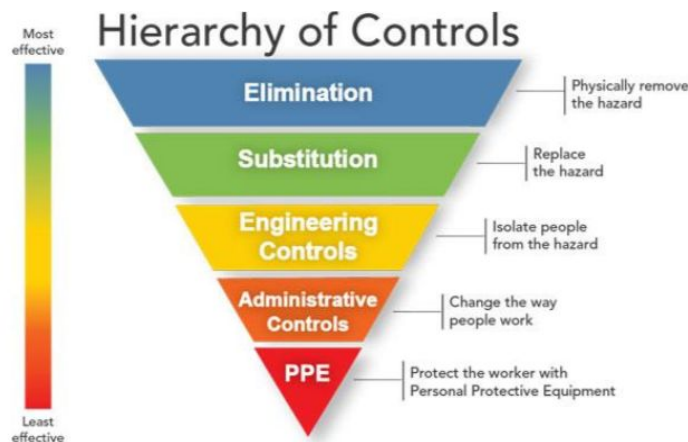 Hierarchy of Controls
Most
effective
Elimination
Physically remove
the hazard
Substitution
Replace
the hazard
Engineering
Controls
Isolate people
from the hazard
Administrative
Controls
Change the way
people work
PPE
Protect the worker with
Personal Protective Equipment
Least
effective